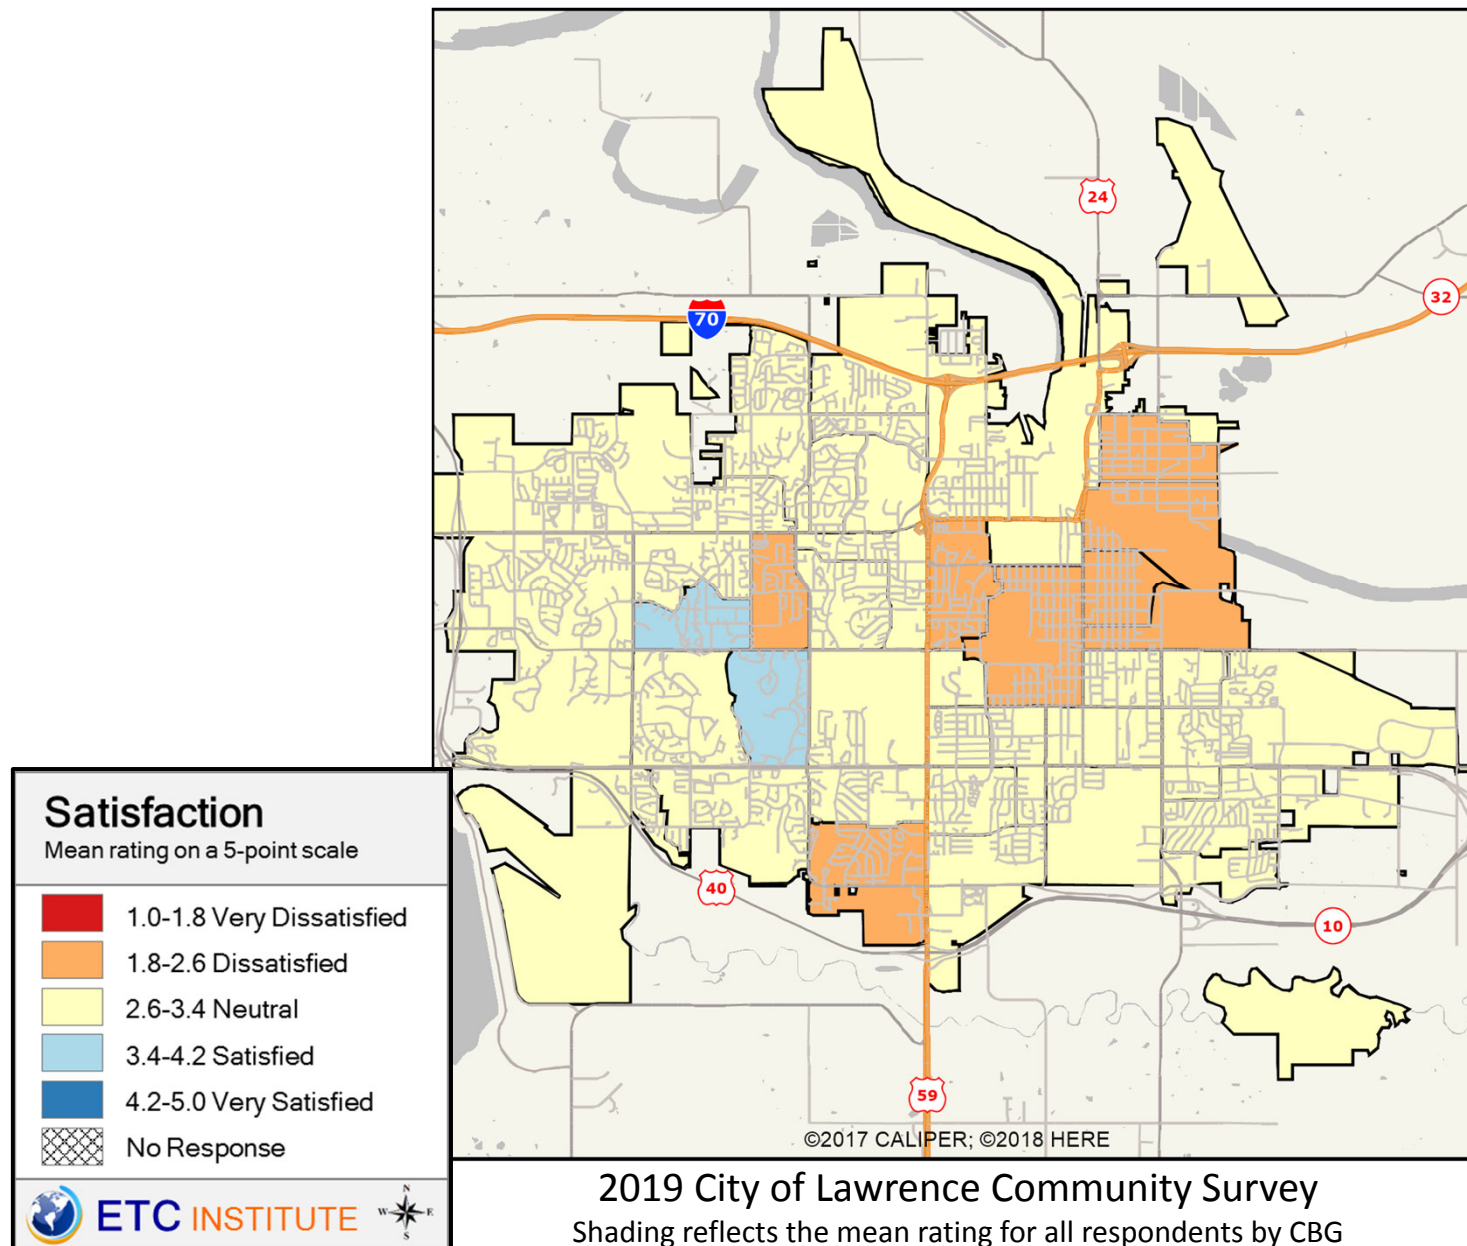 24
32
70
40
10
59
©2017 CALIPER; ©2018 HERE
Satisfaction
Mean rating on a 5-point scale
1.0-1.8 Very Dissatisfied
1.8-2.6 Dissatisfied
2.6-3.4 Neutral
3.4-4.2 Satisfied
4.2-5.0 Very Satisfied
No Response
ETC INSTITUTE
N
W E
S
2019 City of Lawrence Community Survey
Shading reflects the mean rating for all respondents by CBG